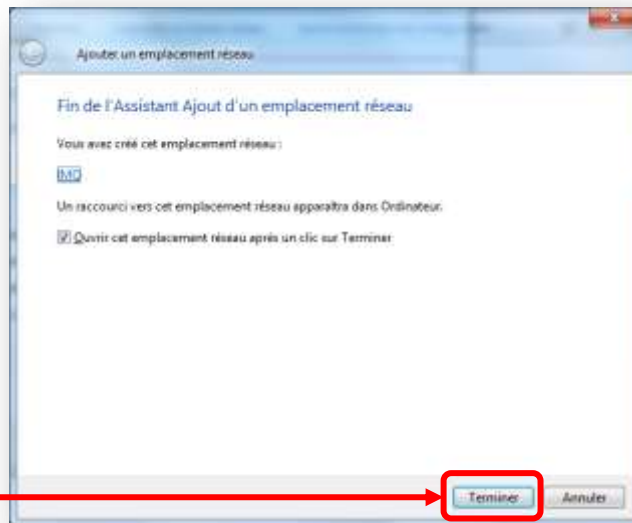 Ajouter un emplacement réseau
Fin de l'Assistant Ajout d'un emplacement réseau
Vous avez créé cet emplacement réseau :
Un raccourci vers cet emplacement réseau apparaîtra dans Ordinateur.
Ouvrir cet emplacement réseau après un clic sur Terminer
Terminer Annuler